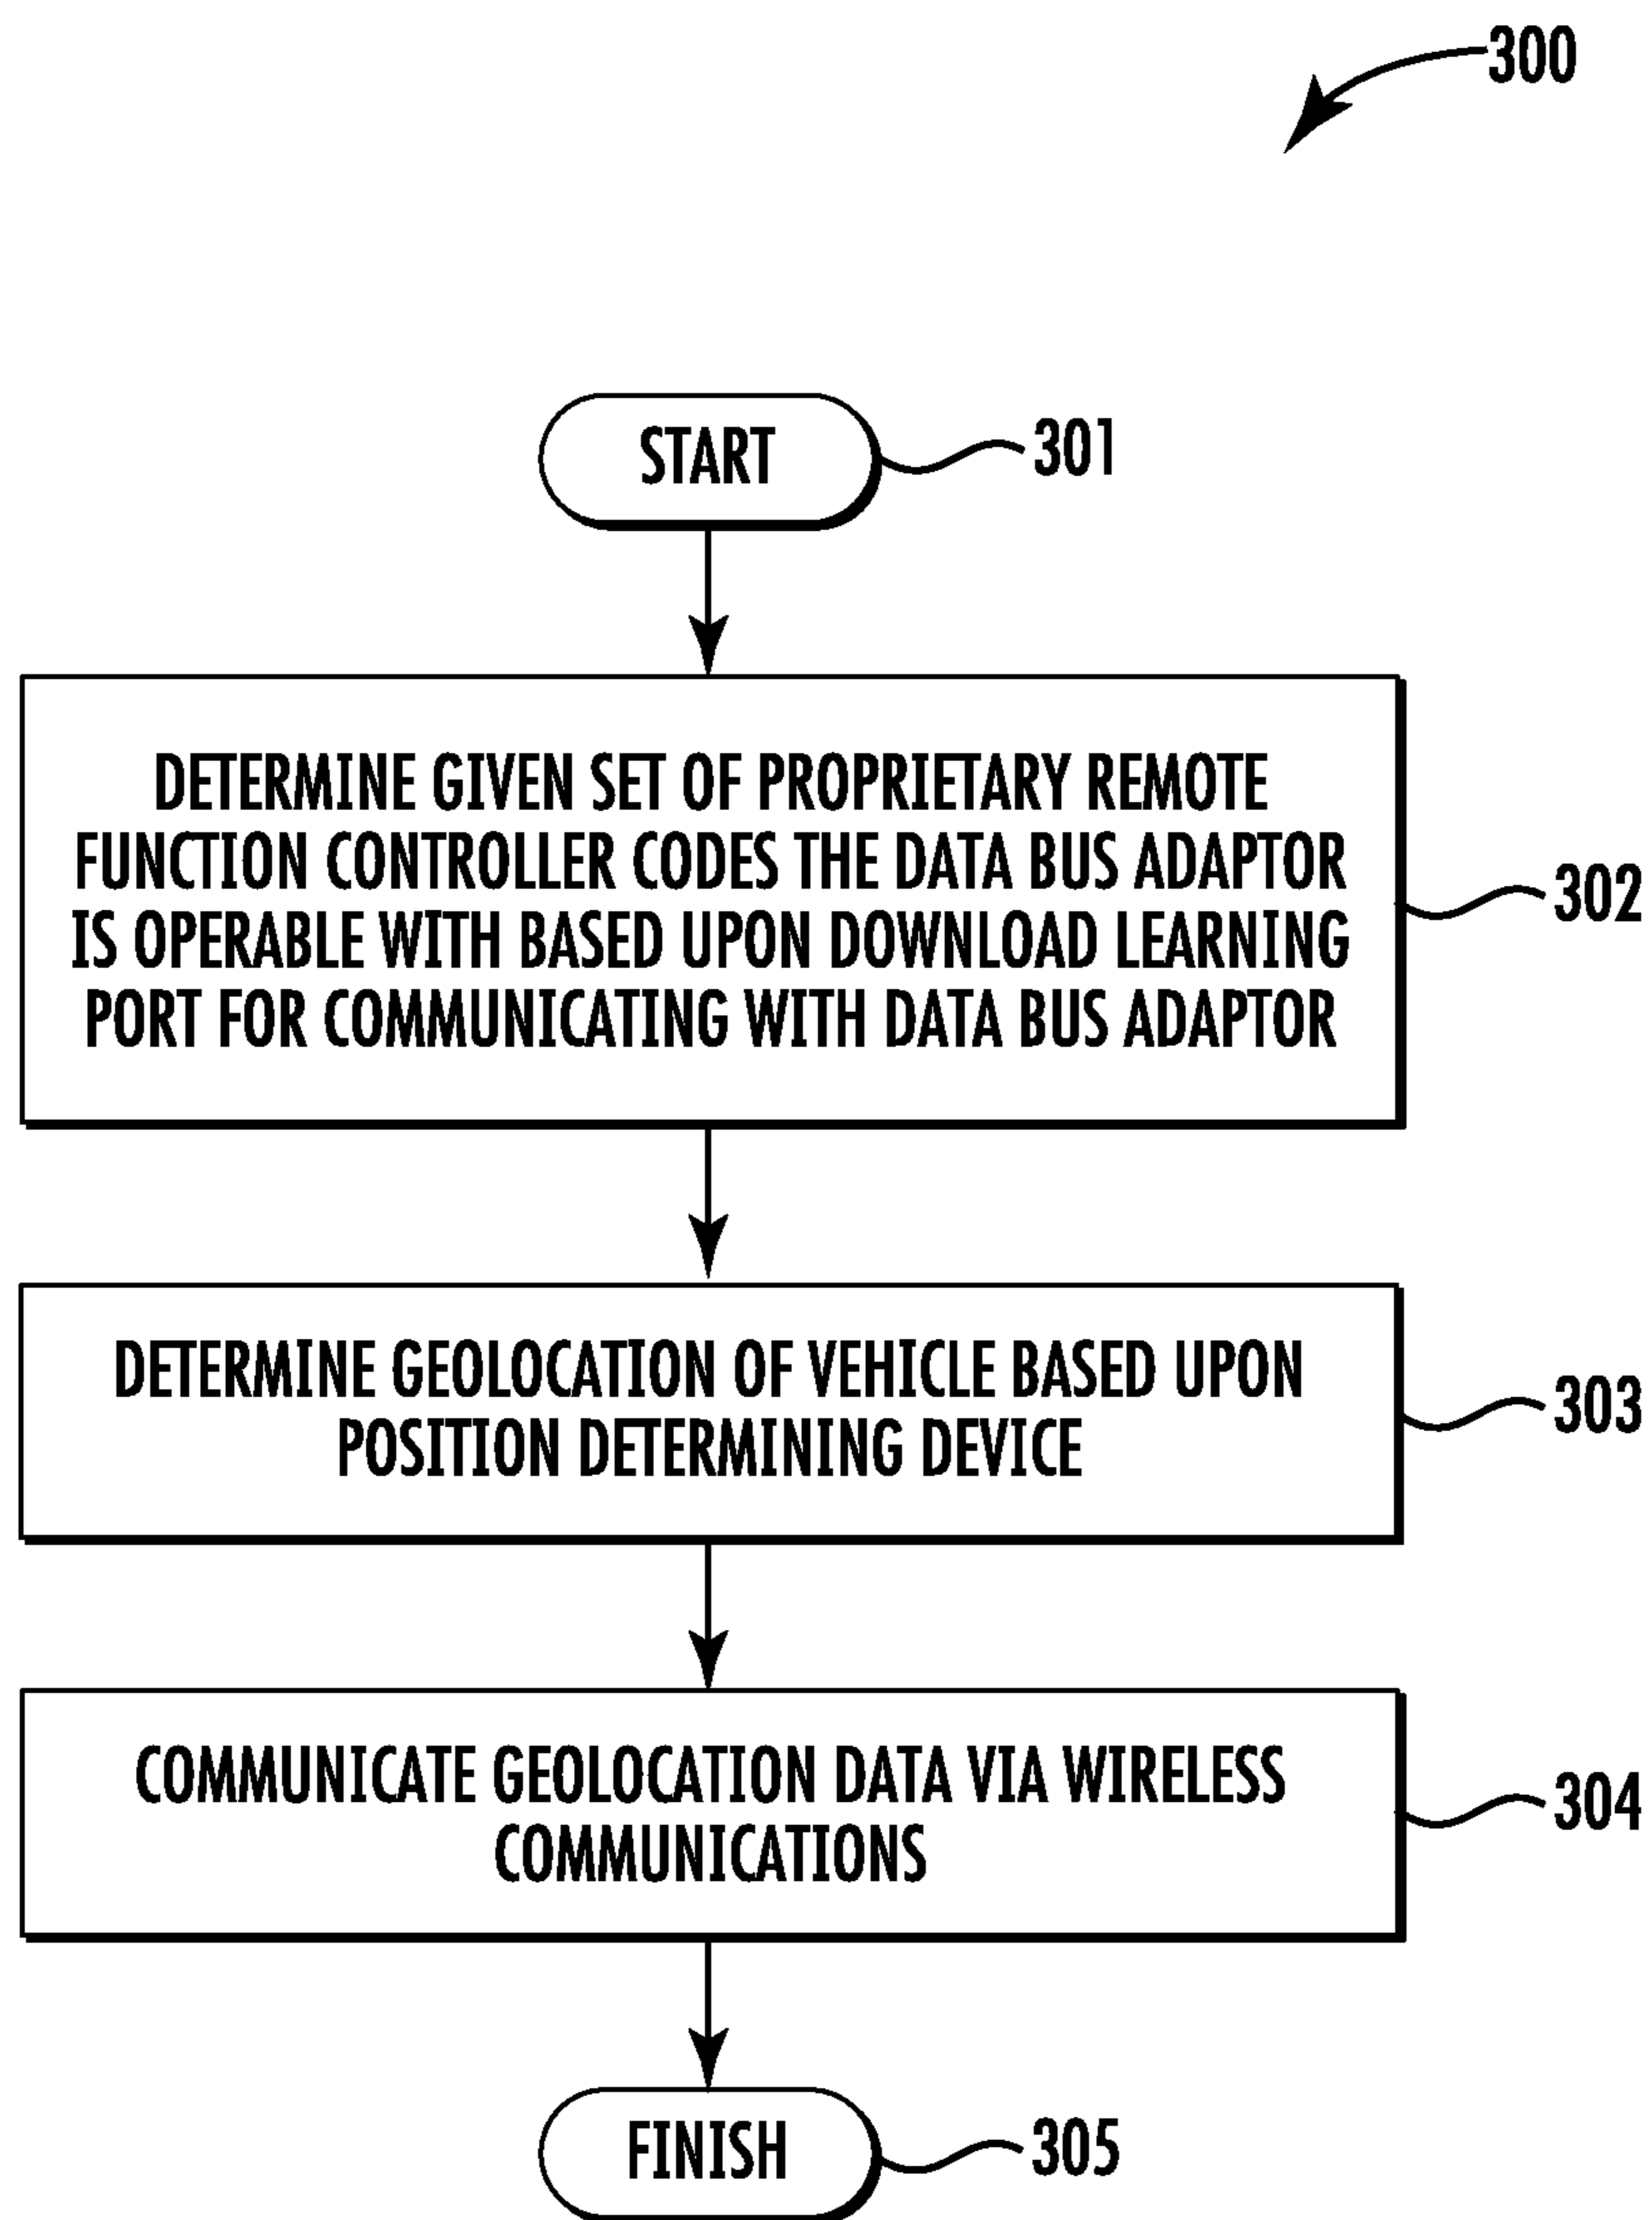 300
START
301
DETERMINE GIVEN SET OF PROPRIETARY REMOTE
FUNCTION CONTROLLER CODES THE DATA BUS ADAPTOR
IS OPERABLE WITH BASED UPON DOWNLOAD LEARNING
PORT FOR COMMUNICATING WITH DATA BUS ADAPTOR
302
DETERMINE GEOLOCATION OF VEHICLE BASED UPON
POSITION DETERMINING DEVICE
303
COMMUNICATE GEOLOCATION DATA VIA WIRELESS
COMMUNICATIONS
304
FINISH
305